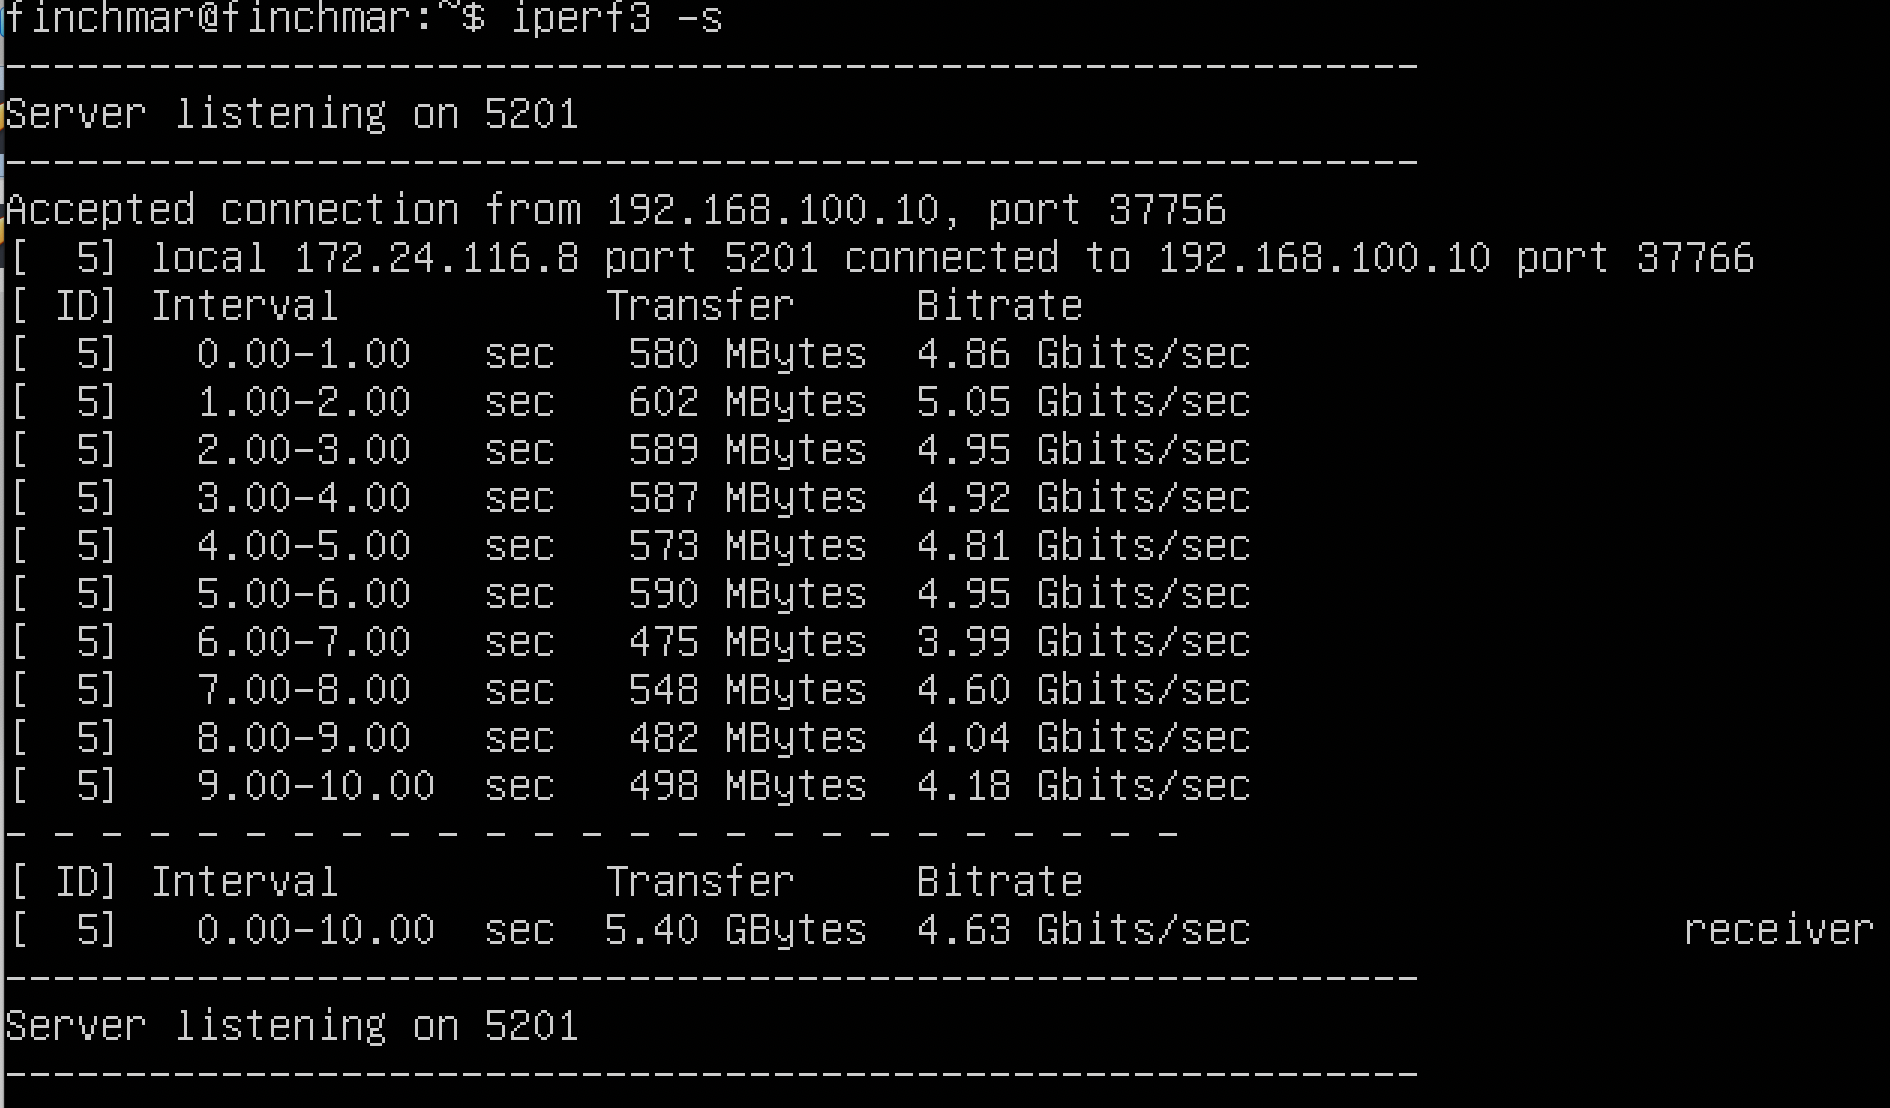 finchmar@finchmar:~$ iperf3 -s
-----------------------------------------------------------
Server listening on 5201
-----------------------------------------------------------
Accepted connection from 192.168.100.10, port 37756
[  5] local 172.24.116.8 port 5201 connected to 192.168.100.10 port 37766
[ ID] Interval           Transfer     Bitrate
[  5]   0.00-1.00   sec   580 MBytes  4.86 Gbits/sec
[  5]   1.00-2.00   sec   602 MBytes  5.05 Gbits/sec
[  5]   2.00-3.00   sec   589 MBytes  4.95 Gbits/sec
[  5]   3.00-4.00   sec   587 MBytes  4.92 Gbits/sec
[  5]   4.00-5.00   sec   573 MBytes  4.81 Gbits/sec
[  5]   5.00-6.00   sec   590 MBytes  4.95 Gbits/sec
[  5]   6.00-7.00   sec   475 MBytes  3.99 Gbits/sec
[  5]   7.00-8.00   sec   548 MBytes  4.60 Gbits/sec
[  5]   8.00-9.00   sec   482 MBytes  4.04 Gbits/sec
[  5]   9.00-10.00  sec   498 MBytes  4.18 Gbits/sec
- - - - - - - - - - - - - - - - - - - - - - - - -
[ ID] Interval           Transfer     Bitrate
[  5]   0.00-10.00  sec  5.40 GBytes  4.63 Gbits/sec                  receiver
-----------------------------------------------------------
Server listening on 5201
-----------------------------------------------------------